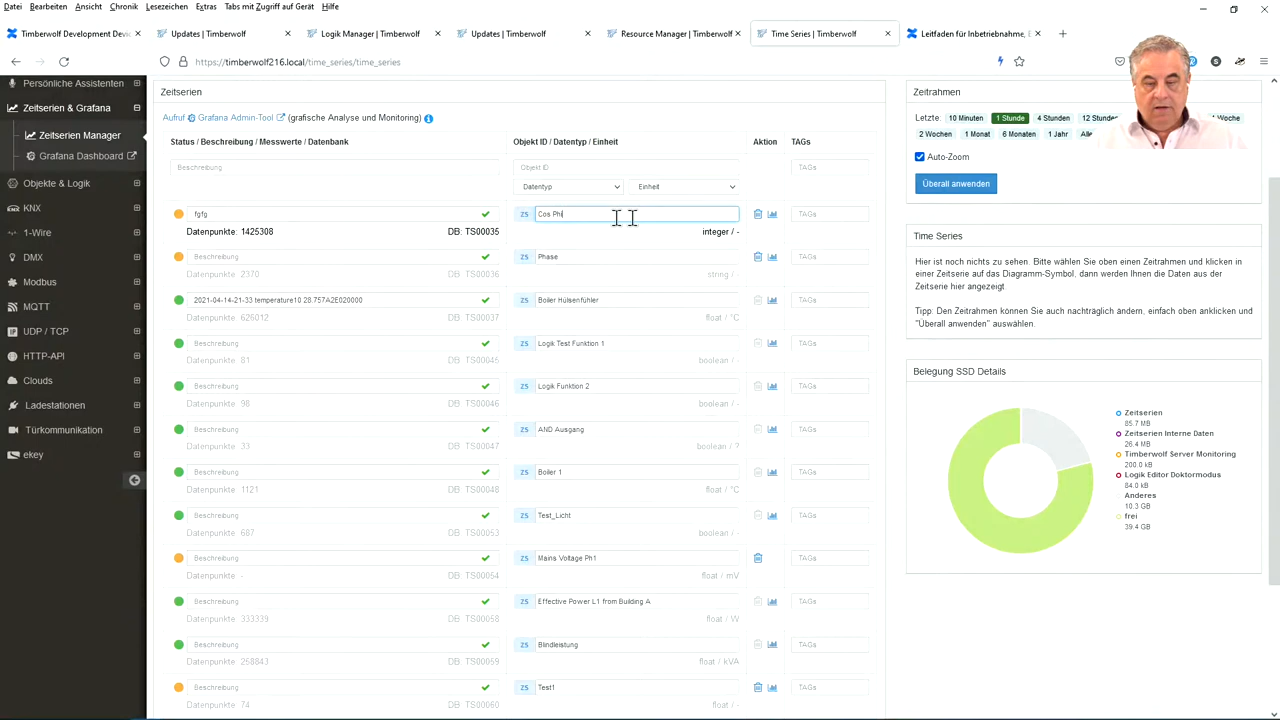 Datei Bearbeiten Ansicht Chronik Lesezeichen Extras Tabs mit Zugriff auf Gerät Hilfe
Timberwolf Development Devic
Updates | Timberwolf
Logik Manager | Timberwolf
Updates | Timberwolf
Resource Manager | Timberwolf
Time Series | Timberwolf
Leitfaden für Inbetriebnahme, E
https://timberwolf216.local/time_series/time_series
Persönliche Assistenten
Zeitserien & Grafana
Zeitserien Manager
Grafana Dashboard
Objekte & Logik
KNX
1-Wire
DMX
Modbus
MQTT
UDP / TCP
HTTP-API
Clouds
Ladestationen
Türkommunikation
ekey
Zeitserien
Aufruf Grafana Admin-Tool (grafische Analyse und Monitoring)
Status / Beschreibung / Messwerte / Datenbank Objekt ID / Datentyp / Einheit Aktion TAGs
Beschreibung Objekt ID TAGs
Datentyp Einheit
fgfg ZS Cos Phi TAGs
Datenpunkte: 1425308 DB: TS00035 integer / -
Beschreibung ZS Phase TAGs
Datenpunkte: 2370 DB: TS00036 string / -
2021-04-14-21-33 temperature10 28.757A2E020000 ZS Boiler Hülsenfühler TAGs
Datenpunkte: 626012 DB: TS00037 float / °C
Beschreibung ZS Logik Test Funktion 1 TAGs
Datenpunkte: 81 DB: TS00045 boolean / -
Beschreibung ZS Logik Funktion 2 TAGs
Datenpunkte: 98 DB: TS00046 boolean / -
Beschreibung ZS AND Ausgang TAGs
Datenpunkte: 33 DB: TS00047 boolean / ?
Beschreibung ZS Boiler 1 TAGs
Datenpunkte: 1121 DB: TS00048 float / °C
Beschreibung ZS Test_Licht TAGs
Datenpunkte: 687 DB: TS00053 boolean / -
Beschreibung ZS Mains Voltage Ph1 TAGs
Datenpunkte: - DB: TS00054 float / mV
Beschreibung ZS Effective Power L1 from Building A TAGs
Datenpunkte: 333339 DB: TS00058 float / W
Beschreibung ZS Blindleistung TAGs
Datenpunkte: 258843 DB: TS00059 float / kVA
Beschreibung ZS Test1 TAGs
Datenpunkte: 74 DB: TS00060 float / -
Zeitrahmen
Letzte: 10 Minuten 1 Stunde 4 Stunden 12 Stunden Woche
2 Wochen 1 Monat 6 Monaten 1 Jahr Alle
Auto-Zoom
Überall anwenden
Time Series
Hier ist noch nichts zu sehen. Bitte wählen Sie oben einen Zeitrahmen und klicken in
einer Zeitserie auf das Diagramm-Symbol, dann werden Ihnen die Daten aus der
Zeitserie hier angezeigt
Tipp: Den Zeitrahmen können Sie auch nachträglich ändern, einfach oben anklicken und
"Überall anwenden" auswählen.
Belegung SSD Details
Zeitserien
85.7 MB
Zeitserien Interne Daten
26.4 MB
Timberwolf Server Monitoring
200.0 kB
Logik Editor Doktormodus
84.0 kB
Anderes
10.3 GB
frei
39.4 GB